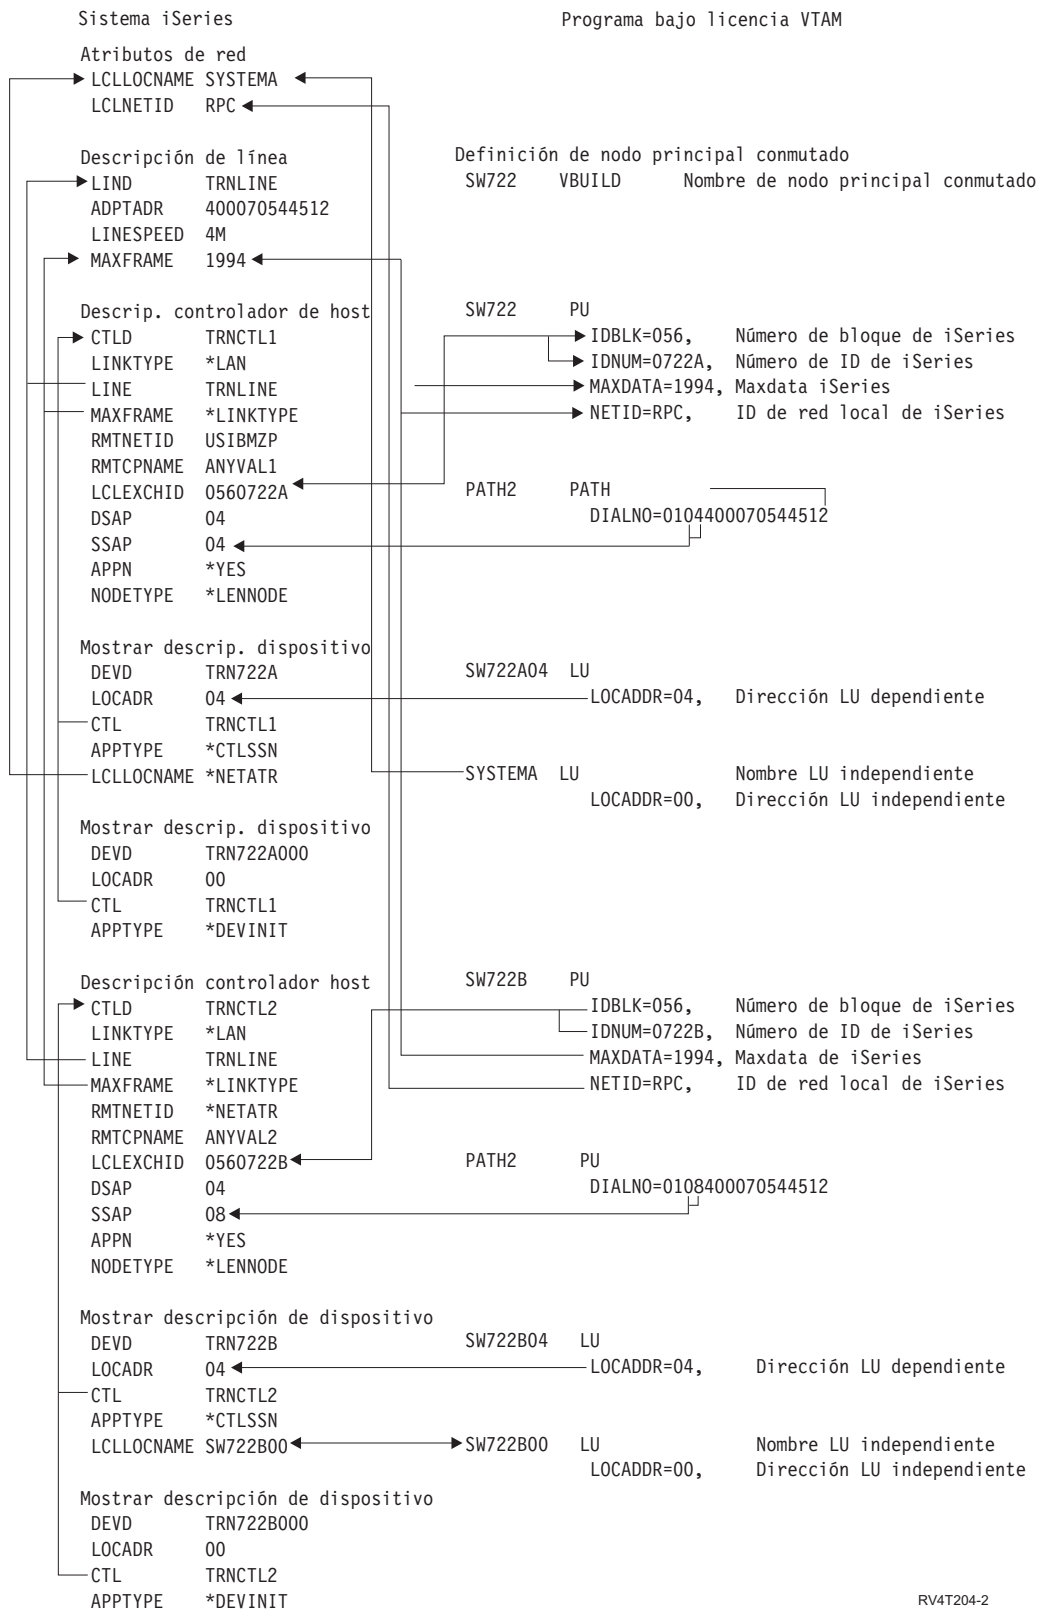 Sistema iSeries
Programa bajo licencia VTAM
Atributos de red
LCLLOCNAME SYSTEMA
LCLNETID RPC
Descripción de línea
Definición de nodo principal conmutado
LIND TRNLINE
SW722 VBUILD Nombre de nodo principal conmutado
ADPTADR 400070544512
LINESPEED 4M
MAXFRAME 1994
Descrip. controlador de host
SW722 PU
CTLD TRNCTL1
IDBLK=056, Número de bloque de iSeries
LINKTYPE *LAN
IDNUM=0722A, Número de ID de iSeries
LINE TRNLINE
MAXDATA=1994, Maxdata iSeries
MAXFRAME *LINKTYPE
NETID=RPC, ID de red local de iSeries
RMTNETID USIBMZP
RMTCPNAME ANYVAL1
LCLEXCHID 0560722A
PATH2 PATH
DSAP 04
DIALNO=0104400070544512
SSAP 04
APPN *YES
NODETYPE *LENNODE
Mostrar descrip. dispositivo
DEVD TRN722A
SW722A04 LU
LOCADR 04
LOCADDR=04, Dirección LU dependiente
CTL TRNCTL1
APPTYPE *CTLSSN
LCLLOCNAME *NETATR
SYSTEMA LU Nombre LU independiente
LOCADDR=00, Dirección LU independiente
Mostrar descrip. dispositivo
DEVD TRN722A000
LOCADR 00
CTL TRNCTL1
APPTYPE *DEVINIT
Descripción controlador host
SW722B PU
CTLD TRNCTL2
IDBLK=056, Número de bloque de iSeries
LINKTYPE *LAN
IDNUM=0722B, Número de ID de iSeries
LINE TRNLINE
MAXDATA=1994, Maxdata de iSeries
MAXFRAME *LINKTYPE
NETID=RPC, ID de red local de iSeries
RMTNETID *NETATR
RMTCPNAME ANYVAL2
LCLEXCHID 0560722B
PATH2 PU
DSAP 04
DIALNO=0108400070544512
SSAP 08
APPN *YES
NODETYPE *LENNODE
Mostrar descripción de dispositivo
DEVD TRN722B
SW722B04 LU
LOCADR 04
LOCADDR=04, Dirección LU dependiente
CTL TRNCTL2
APPTYPE *CTLSSN
LCLLOCNAME SW722B00
SW722B00 LU Nombre LU independiente
LOCADDR=00, Dirección LU independiente
Mostrar descripción de dispositivo
DEVD TRN722B000
LOCADR 00
CTL TRNCTL2
APPTYPE *DEVINIT
RV4T204-2